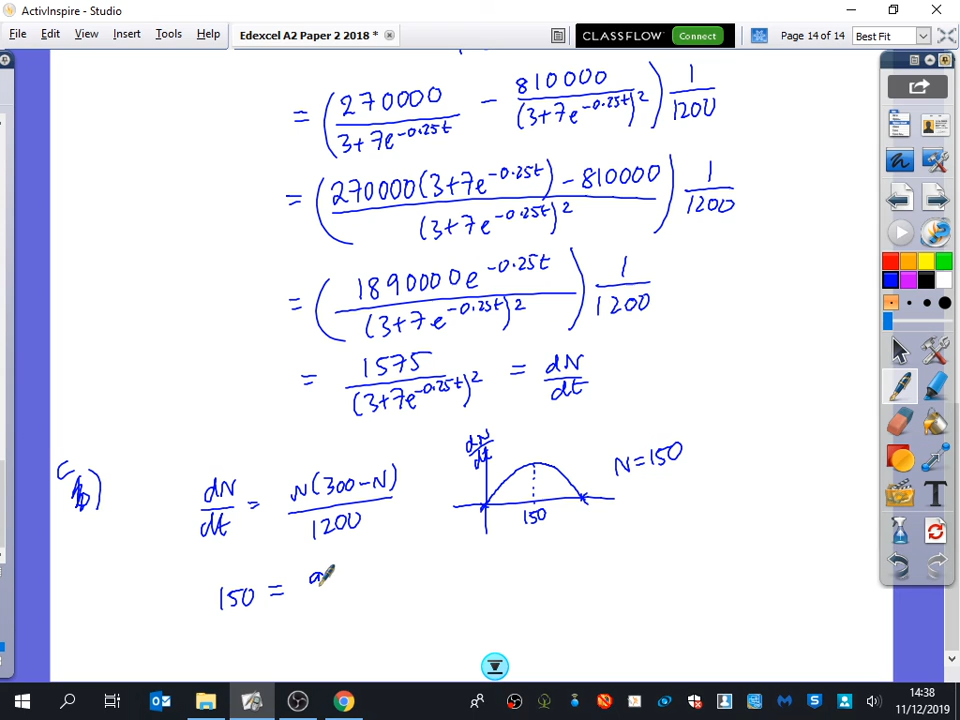 ActivInspire - Studio
File Edit View Insert Tools Help Edexcel A2 Paper 2 2018 * CLASSFLOW Connect Page 14 of 14 Best Fit
= (270000/(3+7e^-0.25t) - 810000/(3+7e^-0.25t)^2) 1/1200
= ((270000(3+7e^-0.25t) - 810000)/(3+7e^-0.25t)^2) 1/1200
= (1890000e^-0.25t/(3+7e^-0.25t)^2) 1/1200
= 1575/(3+7e^-0.25t)^2 = dN/dt
b)
dN/dt = N(300-N)/1200
dN/dt
150
N=150
150 =
14:38
11/12/2019